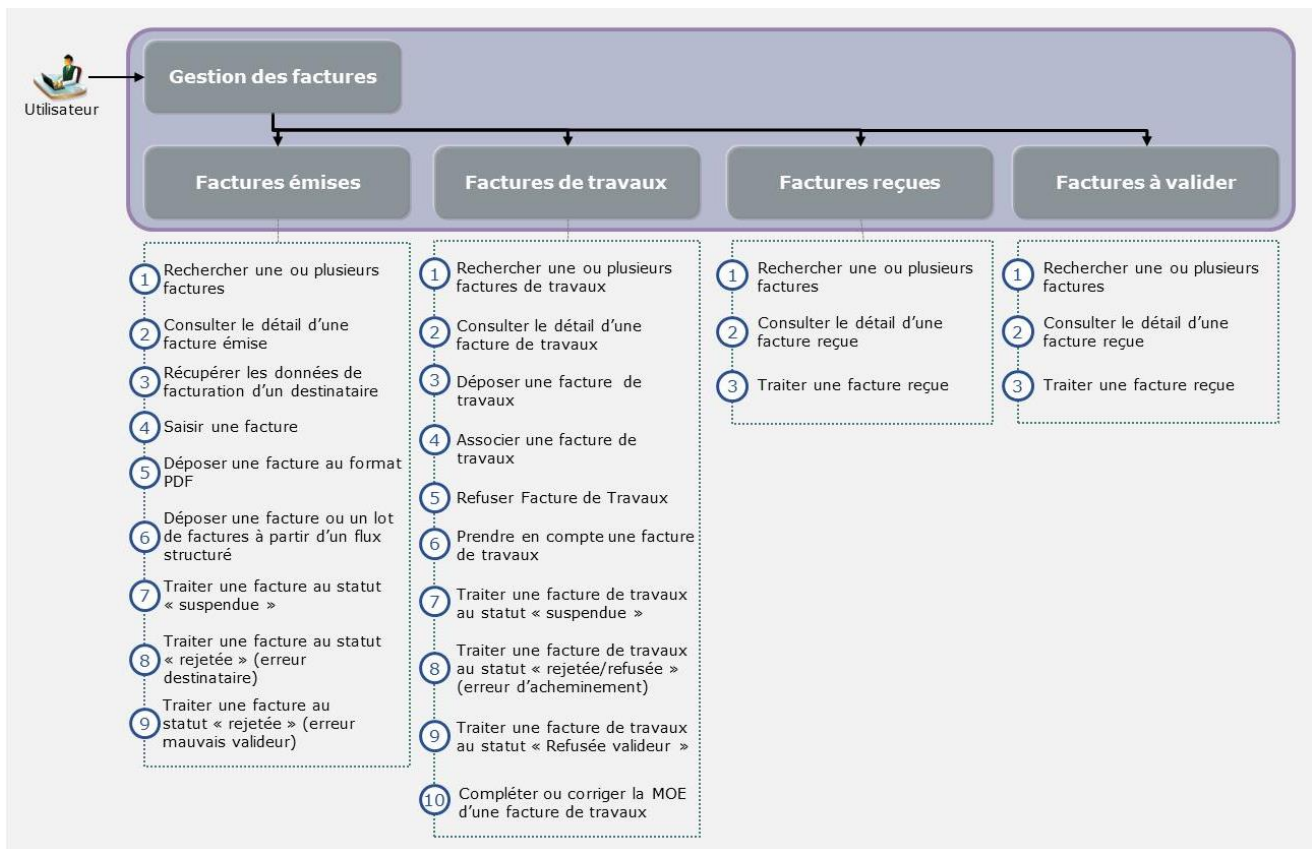 Gestion des factures
Utilisateur
Factures émises
Factures de travaux
Factures reçues
Factures à valider
1 Rechercher une ou plusieurs
factures
2 Consulter le détail d’une
facture émise
3 Récupérer les données de
facturation d’un destinataire
4 Saisir une facture
5 Déposer une facture au format
PDF
6 Déposer une facture ou un lot
de factures à partir d’un flux
structuré
7 Traiter une facture au statut
« suspendue »
8 Traiter une facture au statut
« rejetée » (erreur
destinataire)
9 Traiter une facture au
statut « rejetée » (erreur
mauvais valideur)
1 Rechercher une ou plusieurs
factures de travaux
2 Consulter le détail d’une
facture de travaux
3 Déposer une facture de
travaux
4 Associer une facture de
travaux
5 Refuser Facture de Travaux
6 Prendre en compte une facture
de travaux
7 Traiter une facture de travaux
au statut « suspendue »
8 Traiter une facture de travaux
au statut « rejetée/refusée »
(erreur d’acheminement)
9 Traiter une facture de travaux
au statut « Refusée valideur »
10 Compléter ou corriger la MOE
d’une facture de travaux
1 Rechercher une ou plusieurs
factures
2 Consulter le détail d’une
facture reçue
3 Traiter une facture reçue
1 Rechercher une ou plusieurs
factures
2 Consulter le détail d’une
facture reçue
3 Traiter une facture reçue